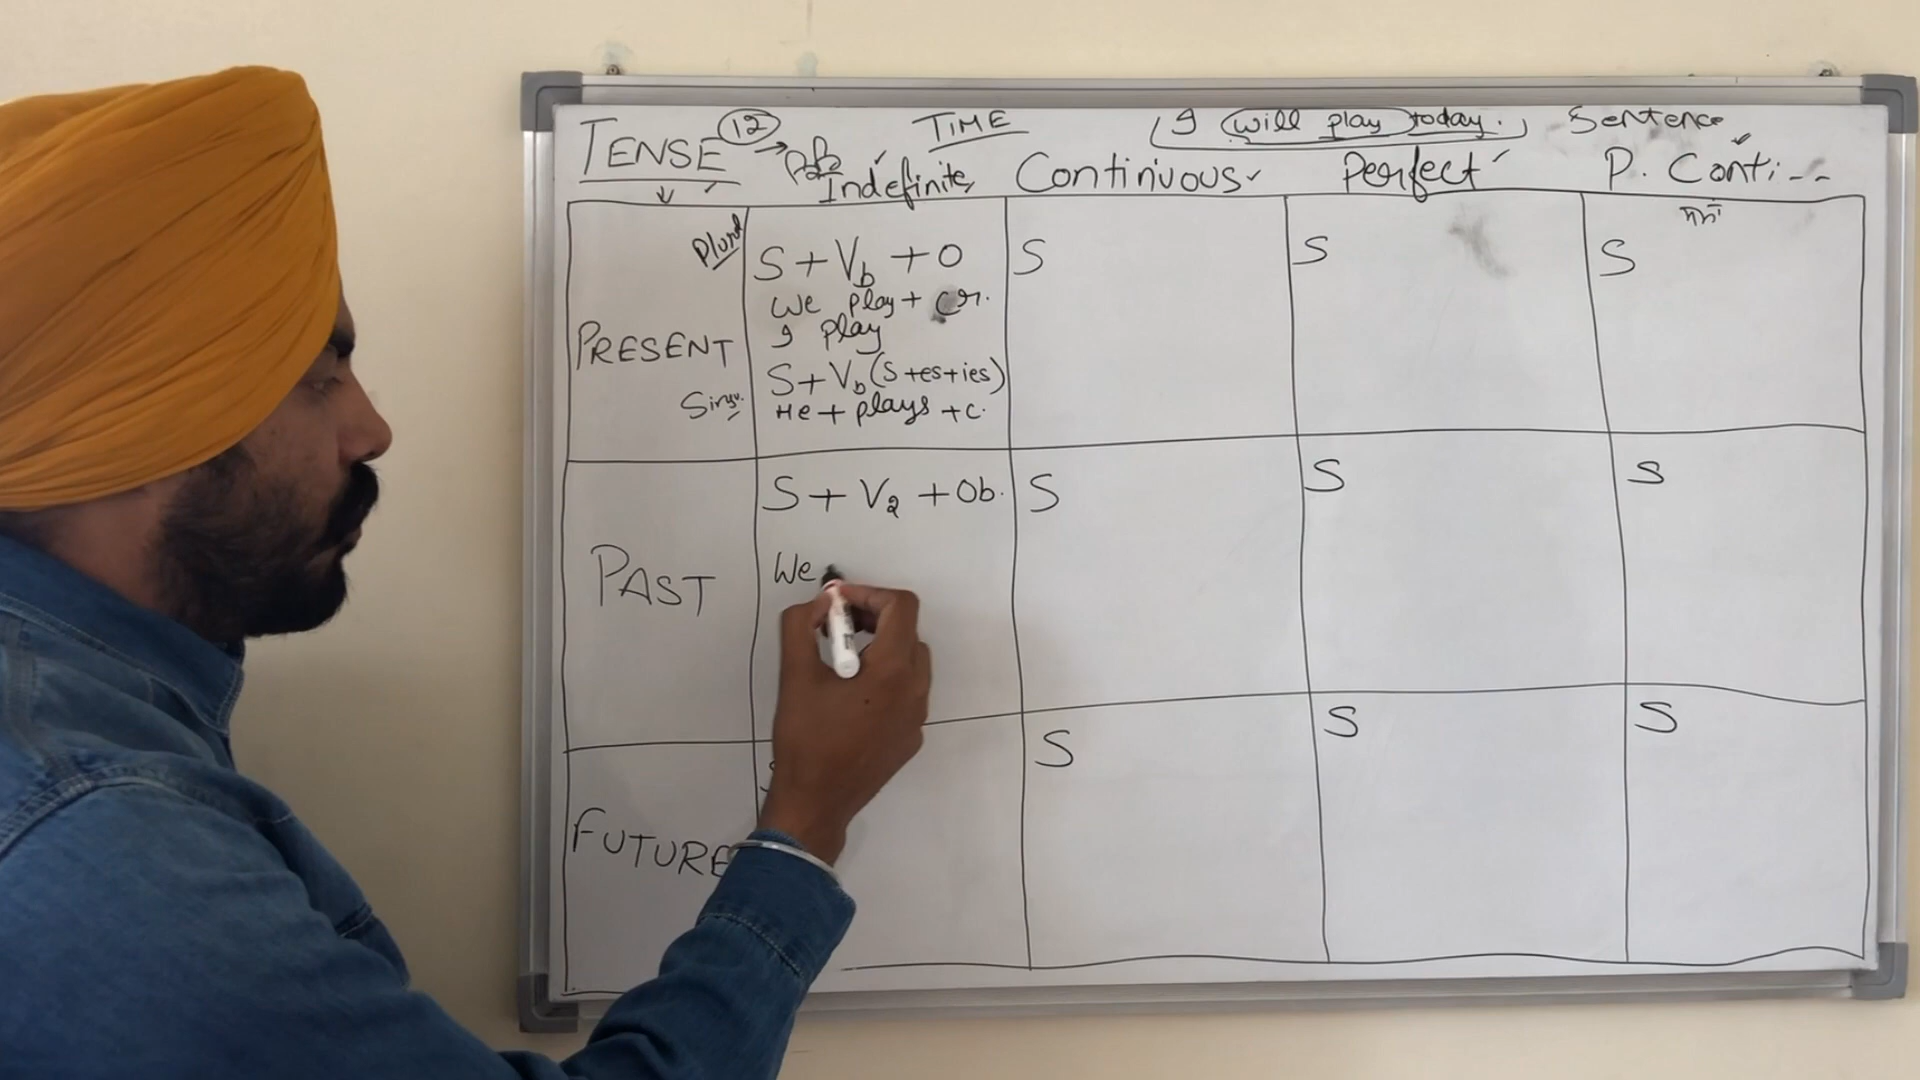 TENSE 12 TIME I will play today. Sentence
Indefinite, Continuous Perfect P. Conti--
Plural S + Vb + O S S S
We play +
I play
PRESENT
S + Vb (s + es + ies)
He + plays + c.
S + V2 + Ob. S S S
We
PAST
S S S
FUTURE